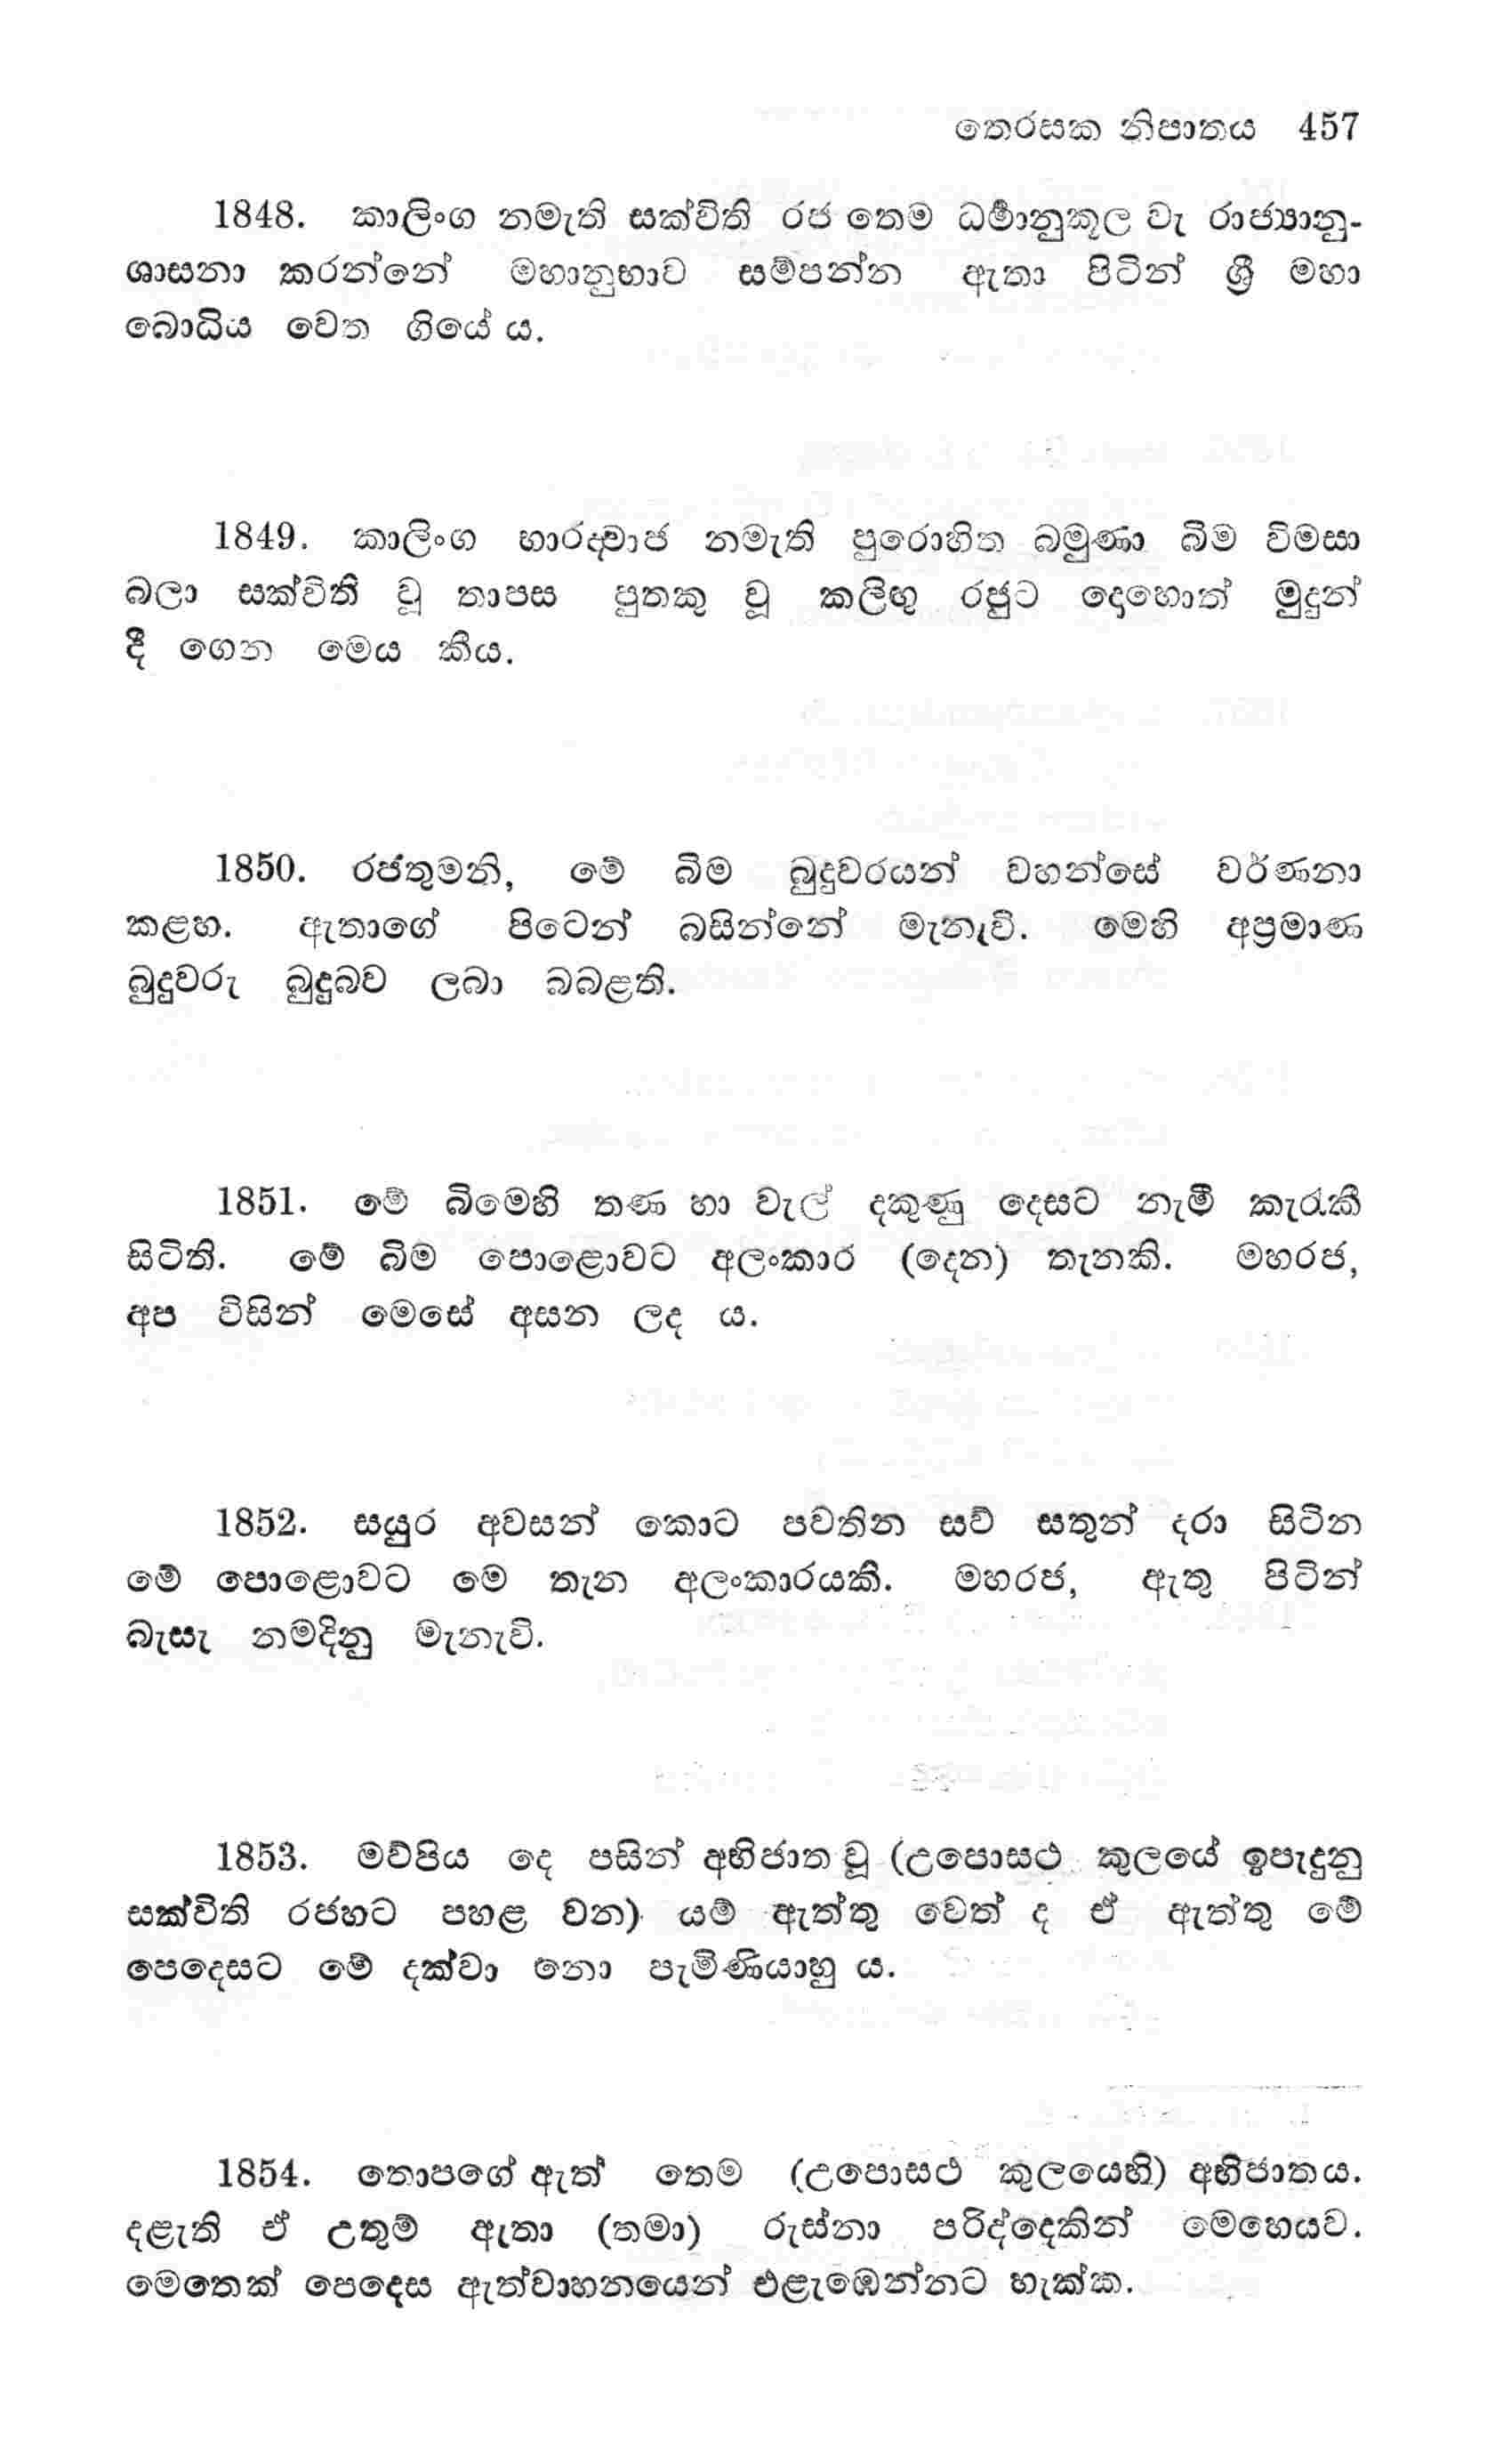 තෙරසක නිපාතය 457
1848. කාලිංග නමැති සක්විති රජ තෙම ධර්‍මානුකූල වැ රාජ්‍යානු-
ශාසනා කරන්නේ මහානුභාව සම්පන්න ඇතා පිටින් ශ්‍රී මහා
බොධිය වෙත ගියේ ය.
1849. කාලිංග භාරද්‍වාජ නමැති පුරොහිත බමුණා බිම විමසා
බලා සක්විති වූ තාපස පුතකු වූ කලිඟු රජුට දෙහොත් මුදුන්
දී ගෙන මෙය කීය.
1850. රජතුමනි, මේ බිම බුදුවරයන් වහන්සේ වර්ණනා
කළහ. ඇතාගේ පිටෙන් බසින්නේ මැනැවි. මෙහි අප්‍රමාණ
බුදුවරු බුදුබව ලබා බබළති.
1851. මේ බිමෙහි තණ හා වැල් දකුණු දෙසට නැමී කැරකී
සිටිති. මේ බිම පොළොවට අලංකාර (දෙන) තැනකි. මහරජ,
අප විසින් මෙසේ අසන ලද ය.
1852. සයුර අවසන් කොට පවතින සව් සතුන් දරා සිටින
මේ පොළොවට මෙ තැන අලංකාරයකි. මහරජ, ඇතු පිටින්
බැසැ නමදිනු මැනැවි.
1853. මව්පිය දෙ පසින් අභිජාත වූ (උපොසථ කුලයේ ඉපැදුනු
සක්විති රජහට පහළ වන) යම් ඇත්තු වෙත් ද ඒ ඇත්තු මේ
පෙදෙසට මේ දක්වා නො පැමිණියාහු ය.
1854. තොපගේ ඇත් තෙම (උපොසථ කුලයෙහි) අභිජාතය.
දළැති ඒ උතුම් ඇතා (තමා) රුස්නා පරිද්දෙකින් මෙහෙයව.
මෙතෙක් පෙදෙස ඇත්වාහනයෙන් එළැඹෙන්නට හැක්ක.